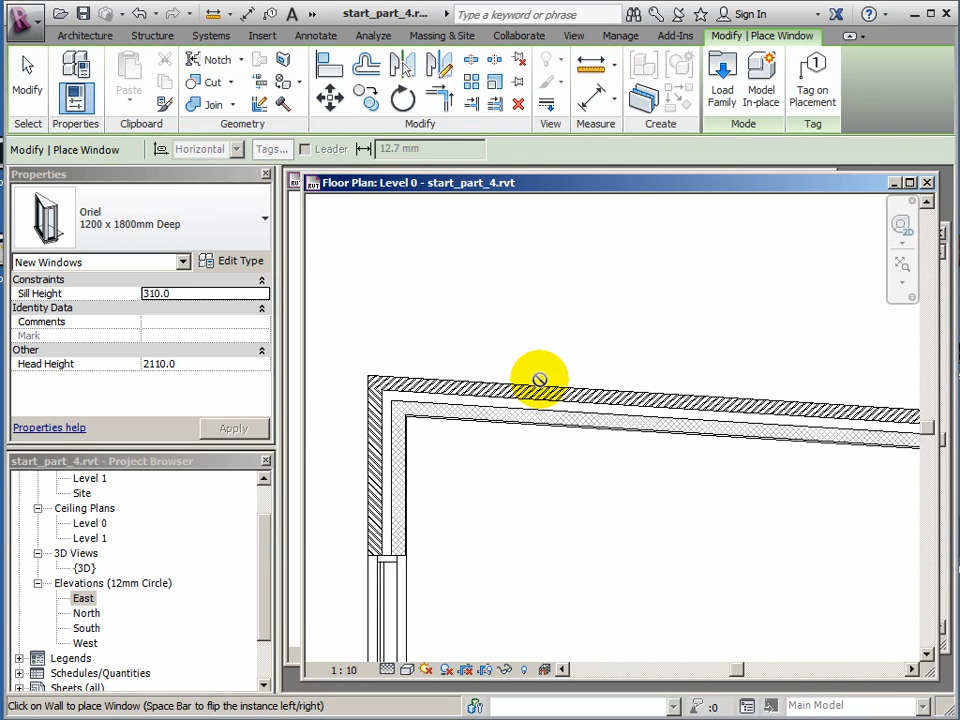 start_part_4.r...
Type a keyword or phrase
Sign In
Architecture
Structure
Systems
Insert
Annotate
Analyze
Massing & Site
Collaborate
View
Manage
Add-Ins
Modify | Place Window
Modify
Paste
Notch
Cut
Join
Load
Family
Model
In-place
Tag on
Placement
Select
Properties
Clipboard
Geometry
Modify
View
Measure
Create
Mode
Tag
Modify | Place Window
Horizontal
Tags...
Leader
12.7 mm
Properties
Oriel
1200 x 1800mm Deep
New Windows
Edit Type
Constraints
Sill Height
310.0
Identity Data
Comments
Mark
Other
Head Height
2110.0
Properties help
Apply
Floor Plan: Level 0 - start_part_4.rvt
2D
start_part_4.rvt - Project Browser
Level 1
Site
Ceiling Plans
Level 0
Level 1
3D Views
{3D}
Elevations (12mm Circle)
East
North
South
West
Legends
Schedules/Quantities
Sheets (all)
1 : 10
Click on Wall to place Window (Space Bar to flip the instance left/right)
:0
Main Model